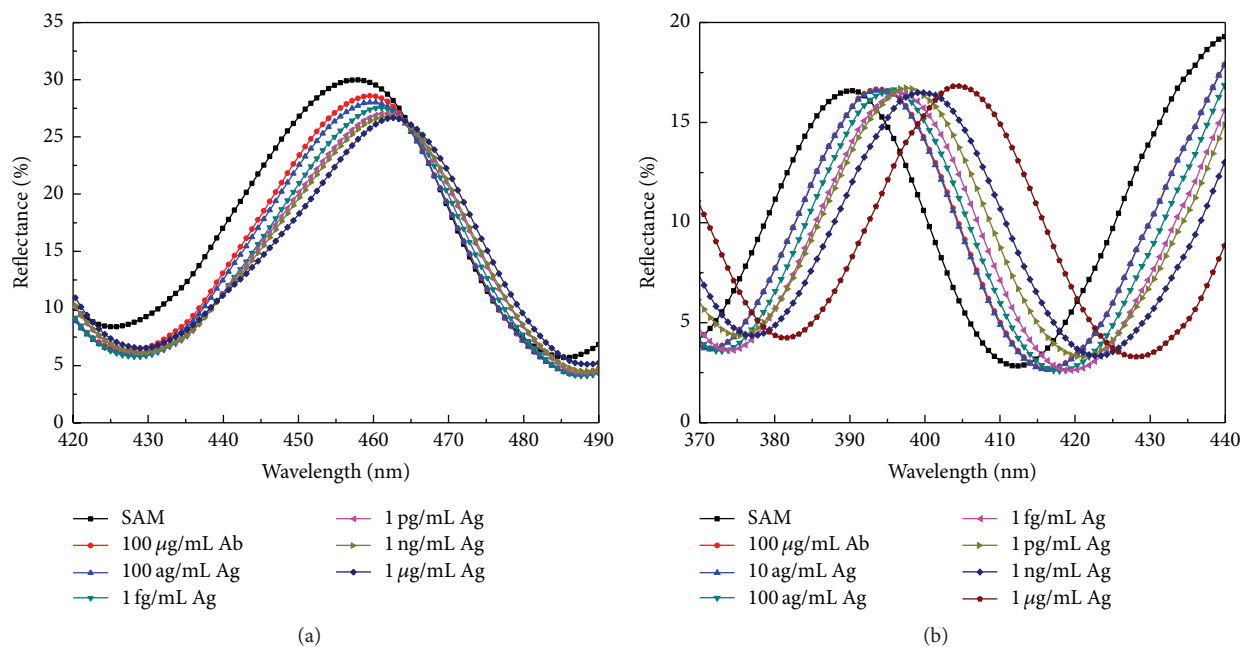 35
30
25
20
15
10
5
0
Reflectance (%)
420 430 440 450 460 470 480 490
Wavelength (nm)
SAM
100 μg/mL Ab
100 ag/mL Ag
1 fg/mL Ag
1 pg/mL Ag
1 ng/mL Ag
1 μg/mL Ag
(a)
20
15
10
5
0
Reflectance (%)
370 380 390 400 410 420 430 440
Wavelength (nm)
SAM
100 μg/mL Ab
10 ag/mL Ag
100 ag/mL Ag
1 fg/mL Ag
1 pg/mL Ag
1 ng/mL Ag
1 μg/mL Ag
(b)